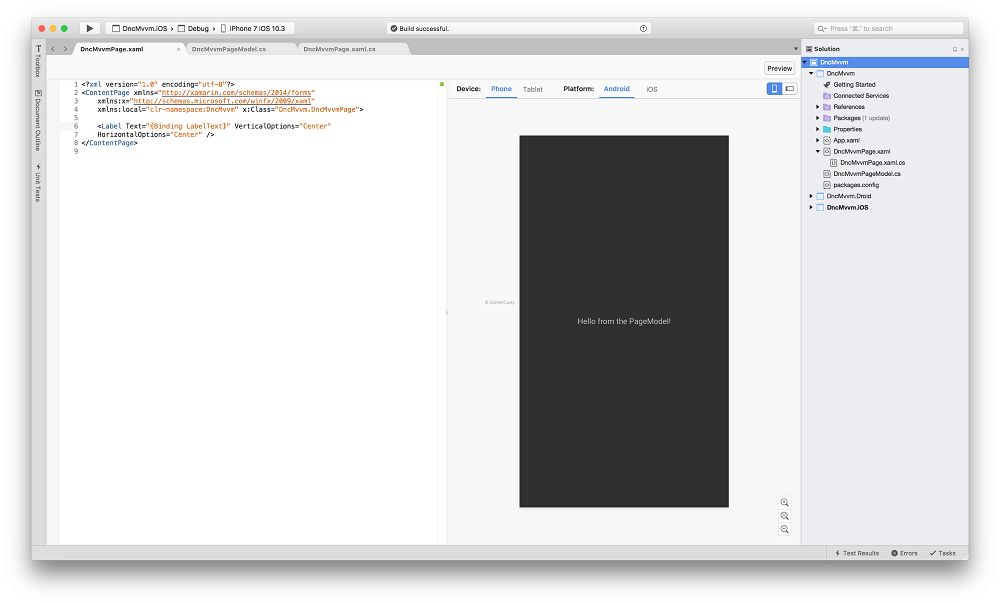 DncMvvm.iOS › Debug › iPhone 7 iOS 10.3
Build successful.
Press '⌘.' to search
DncMvvmPage.xaml
DncMvvmPageModel.cs
DncMvvmPage.xaml.cs
Solution
Toolbox
Document Outline
Unit Tests
Preview
1 <?xml version="1.0" encoding="utf-8"?>
2 <ContentPage xmlns="http://xamarin.com/schemas/2014/forms"
3 xmlns:x="http://schemas.microsoft.com/winfx/2009/xaml"
4 xmlns:local="clr-namespace:DncMvvm" x:Class="DncMvvm.DncMvvmPage">
5
6 <Label Text="{Binding LabelText}" VerticalOptions="Center"
7 HorizontalOptions="Center" />
8 </ContentPage>
9
Device: Phone Tablet Platform: Android iOS
© DotNetCurry
Hello from the PageModel!
DncMvvm
DncMvvm
Getting Started
Connected Services
References
Packages (1 update)
Properties
App.xaml
DncMvvmPage.xaml
DncMvvmPage.xaml.cs
DncMvvmPageModel.cs
packages.config
DncMvvm.Droid
DncMvvm.iOS
Test Results Errors Tasks